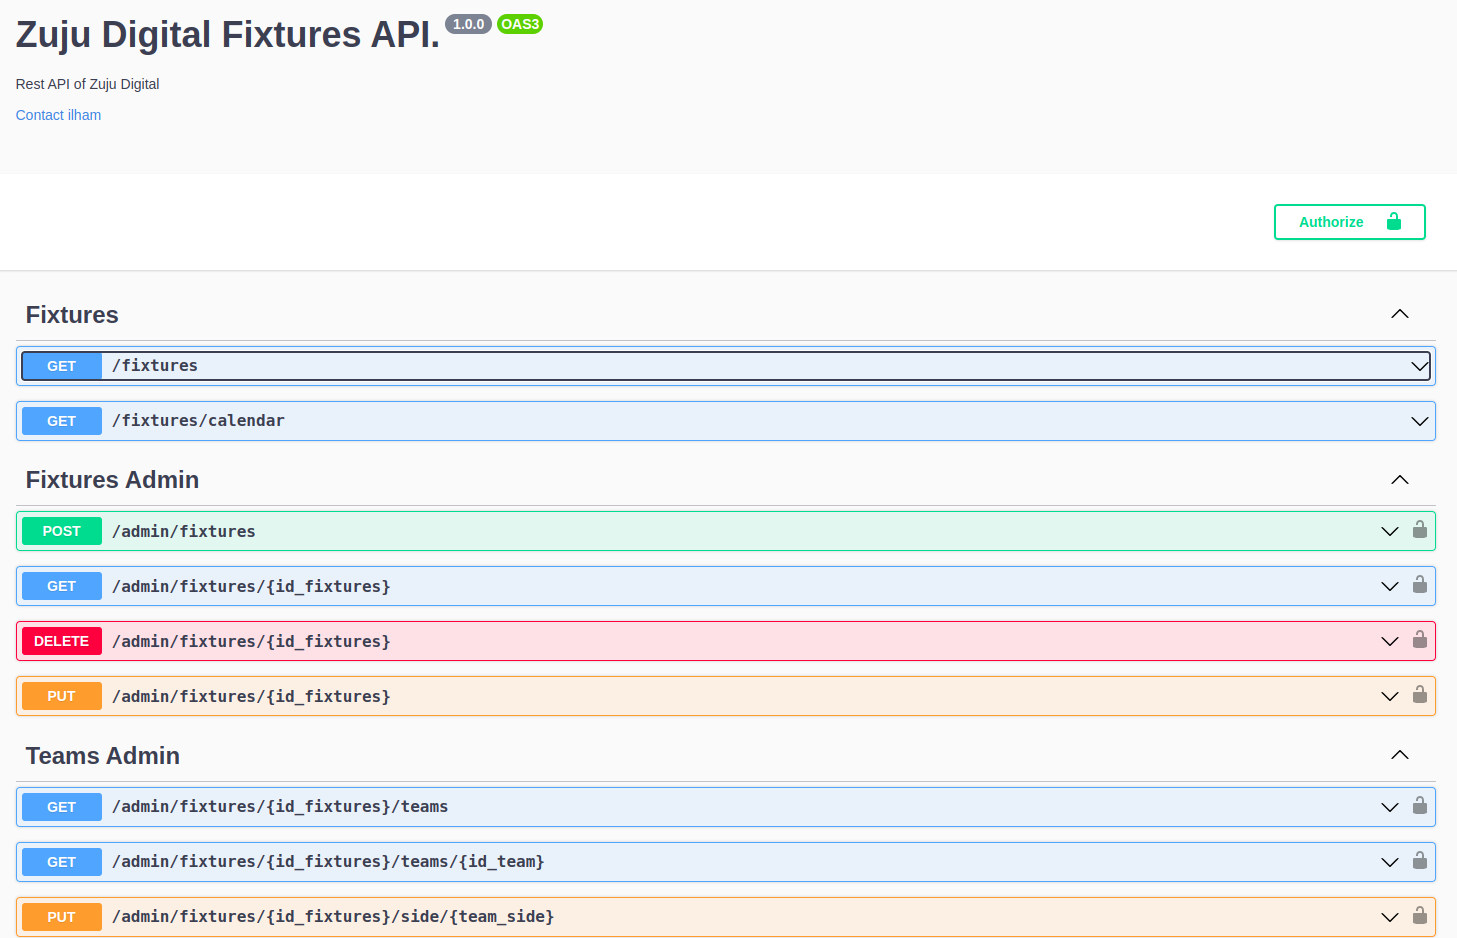 Zuju Digital Fixtures API. 1.0.0 OAS3
Rest API of Zuju Digital
Contact ilham
Authorize
Fixtures
GET /fixtures
GET /fixtures/calendar
Fixtures Admin
POST /admin/fixtures
GET /admin/fixtures/{id_fixtures}
DELETE /admin/fixtures/{id_fixtures}
PUT /admin/fixtures/{id_fixtures}
Teams Admin
GET /admin/fixtures/{id_fixtures}/teams
GET /admin/fixtures/{id_fixtures}/teams/{id_team}
PUT /admin/fixtures/{id_fixtures}/side/{team_side}